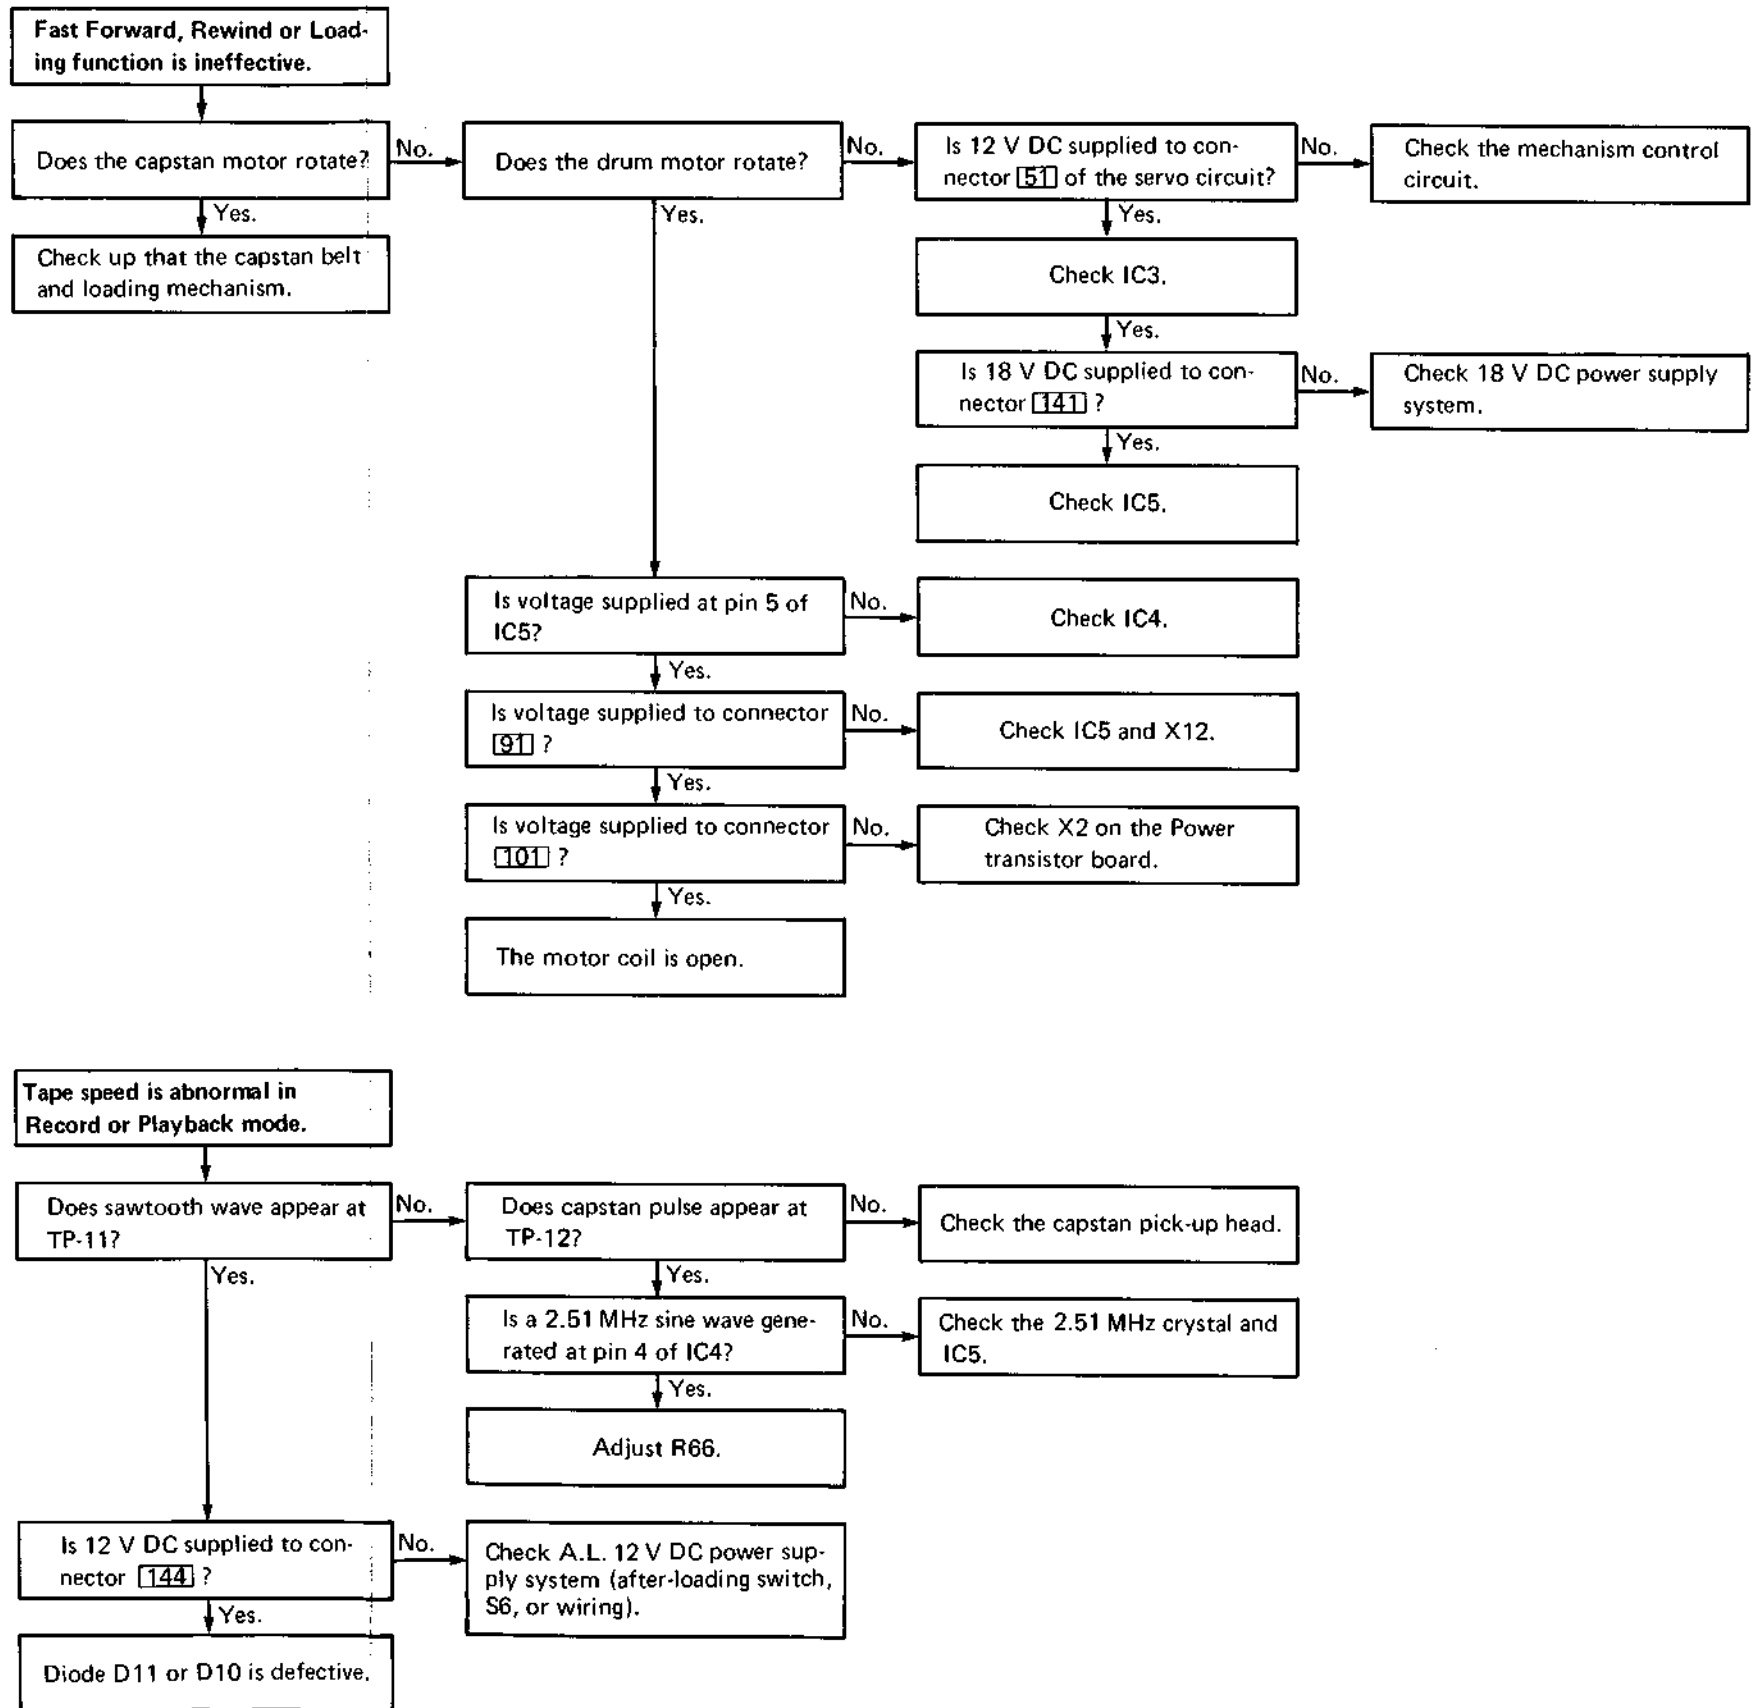 Fast Forward, Rewind or Load-
ing function is ineffective.
Does the capstan motor rotate?
No.
Does the drum motor rotate?
No.
Is 12 V DC supplied to con-
nector 51 of the servo circuit?
No.
Check the mechanism control
circuit.
Yes.
Check up that the capstan belt
and loading mechanism.
Yes.
Yes.
Check IC3.
Yes.
Is 18 V DC supplied to con-
nector 141 ?
No.
Check 18 V DC power supply
system.
Yes.
Check IC5.
Is voltage supplied at pin 5 of
IC5?
No.
Check IC4.
Yes.
Is voltage supplied to connector
91 ?
No.
Check IC5 and X12.
Yes.
Is voltage supplied to connector
101 ?
No.
Check X2 on the Power
transistor board.
Yes.
The motor coil is open.
Tape speed is abnormal in
Record or Playback mode.
Does sawtooth wave appear at
TP-11?
No.
Does capstan pulse appear at
TP-12?
No.
Check the capstan pick-up head.
Yes.
Yes.
Is a 2.51 MHz sine wave gene-
rated at pin 4 of IC4?
No.
Check the 2.51 MHz crystal and
IC5.
Yes.
Adjust R66.
Is 12 V DC supplied to con-
nector 144 ?
No.
Check A.L. 12 V DC power sup-
ply system (after-loading switch,
S6, or wiring).
Yes.
Diode D11 or D10 is defective.